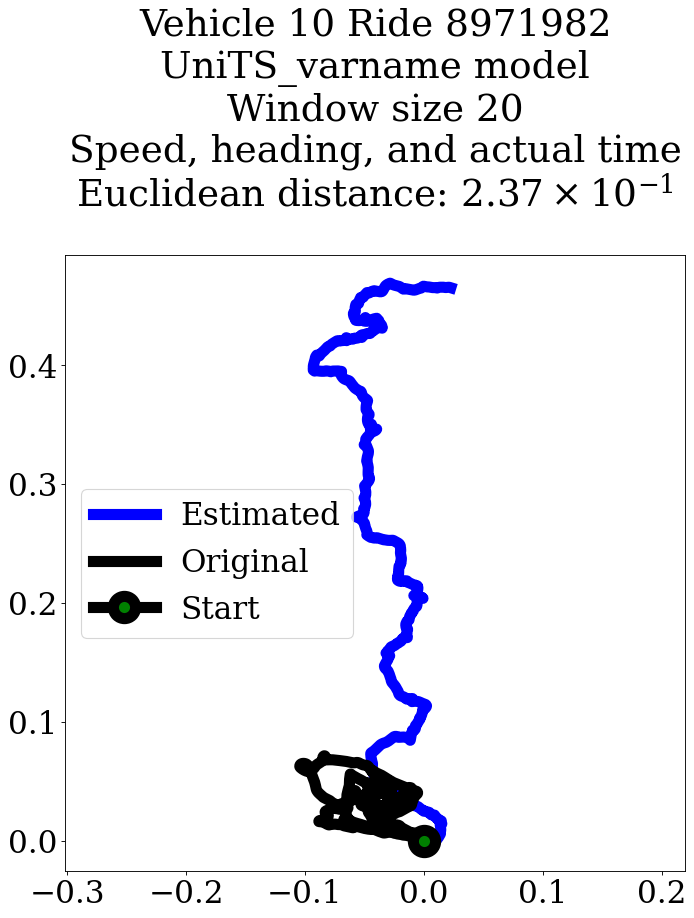 Vehicle 10 Ride 8971982
UniTS_varname model
Window size 20
Speed, heading, and actual time
Euclidean distance: 2.37 × 10⁻¹
0.4
0.3
0.2
0.1
0.0
Estimated
Original
Start
−0.3 −0.2 −0.1 0.0 0.1 0.2